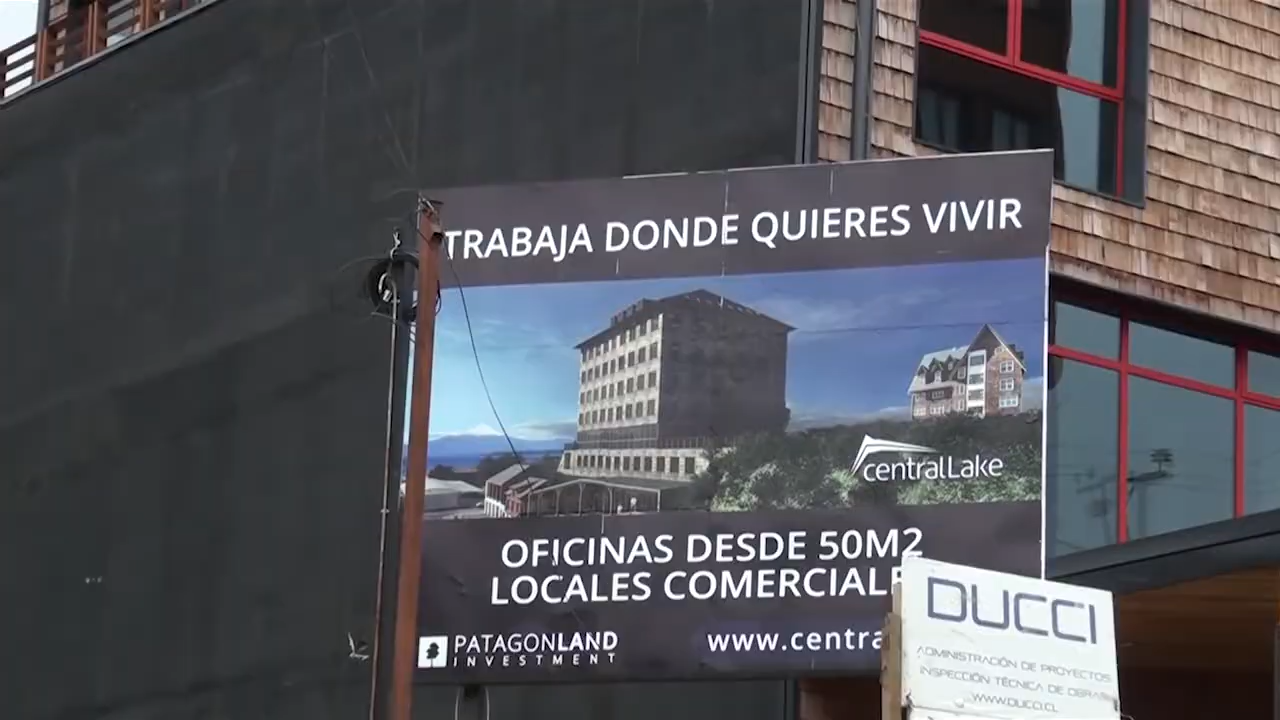 TRABAJA DONDE QUIERES VIVIR
centralLake
OFICINAS DESDE 50M2
LOCALES COMERCIALE
PATAGONLAND
INVESTMENT
www.centra
DUCCI
ADMINISTRACIÓN DE PROYECTOS
INSPECCIÓN TÉCNICA DE OBRAS
WWW.DUCCI.CL